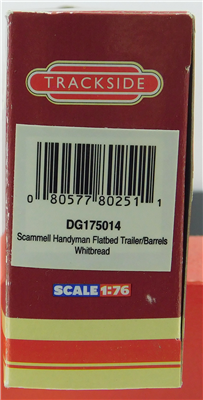 TRACKSIDE
0 80577 80251 1
DG175014
Scammell Handyman Flatbed Trailer/Barrels
Whitbread
SCALE 1:76